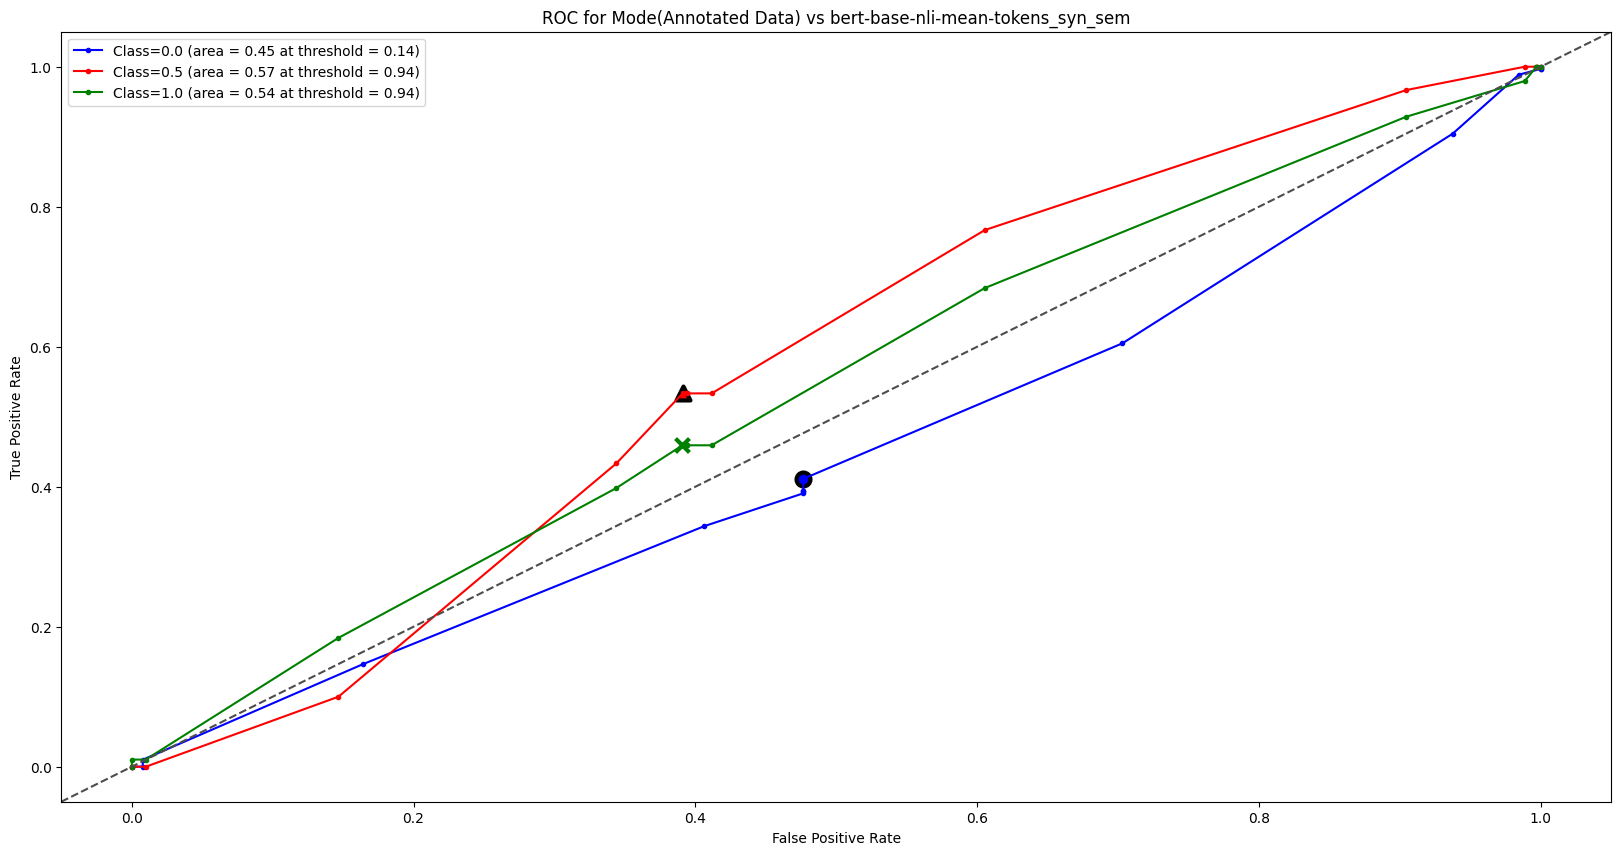 ROC for Mode(Annotated Data) vs bert-base-nli-mean-tokens_syn_sem
Class=0.0 (area = 0.45 at threshold = 0.14)
Class=0.5 (area = 0.57 at threshold = 0.94)
Class=1.0 (area = 0.54 at threshold = 0.94)
True Positive Rate
1.0
0.8
0.6
0.4
0.2
0.0
0.0 0.2 0.4 0.6 0.8 1.0
False Positive Rate